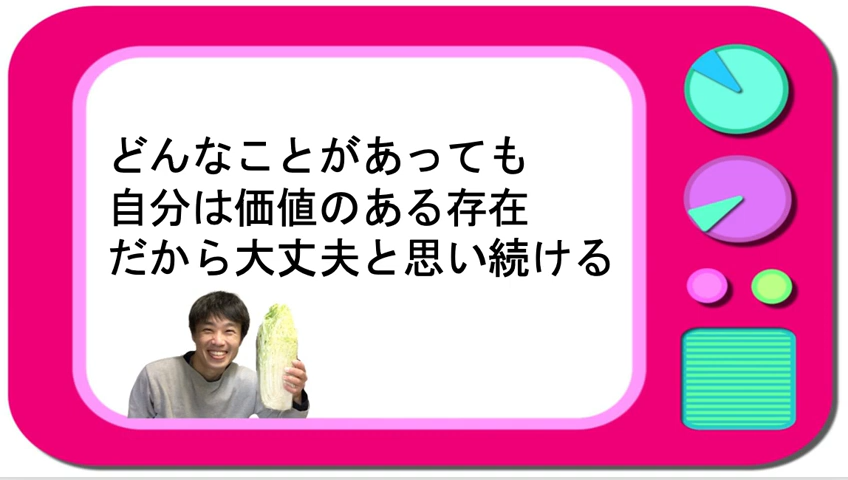 どんなことがあっても
自分は価値のある存在
だから大丈夫と思い続ける